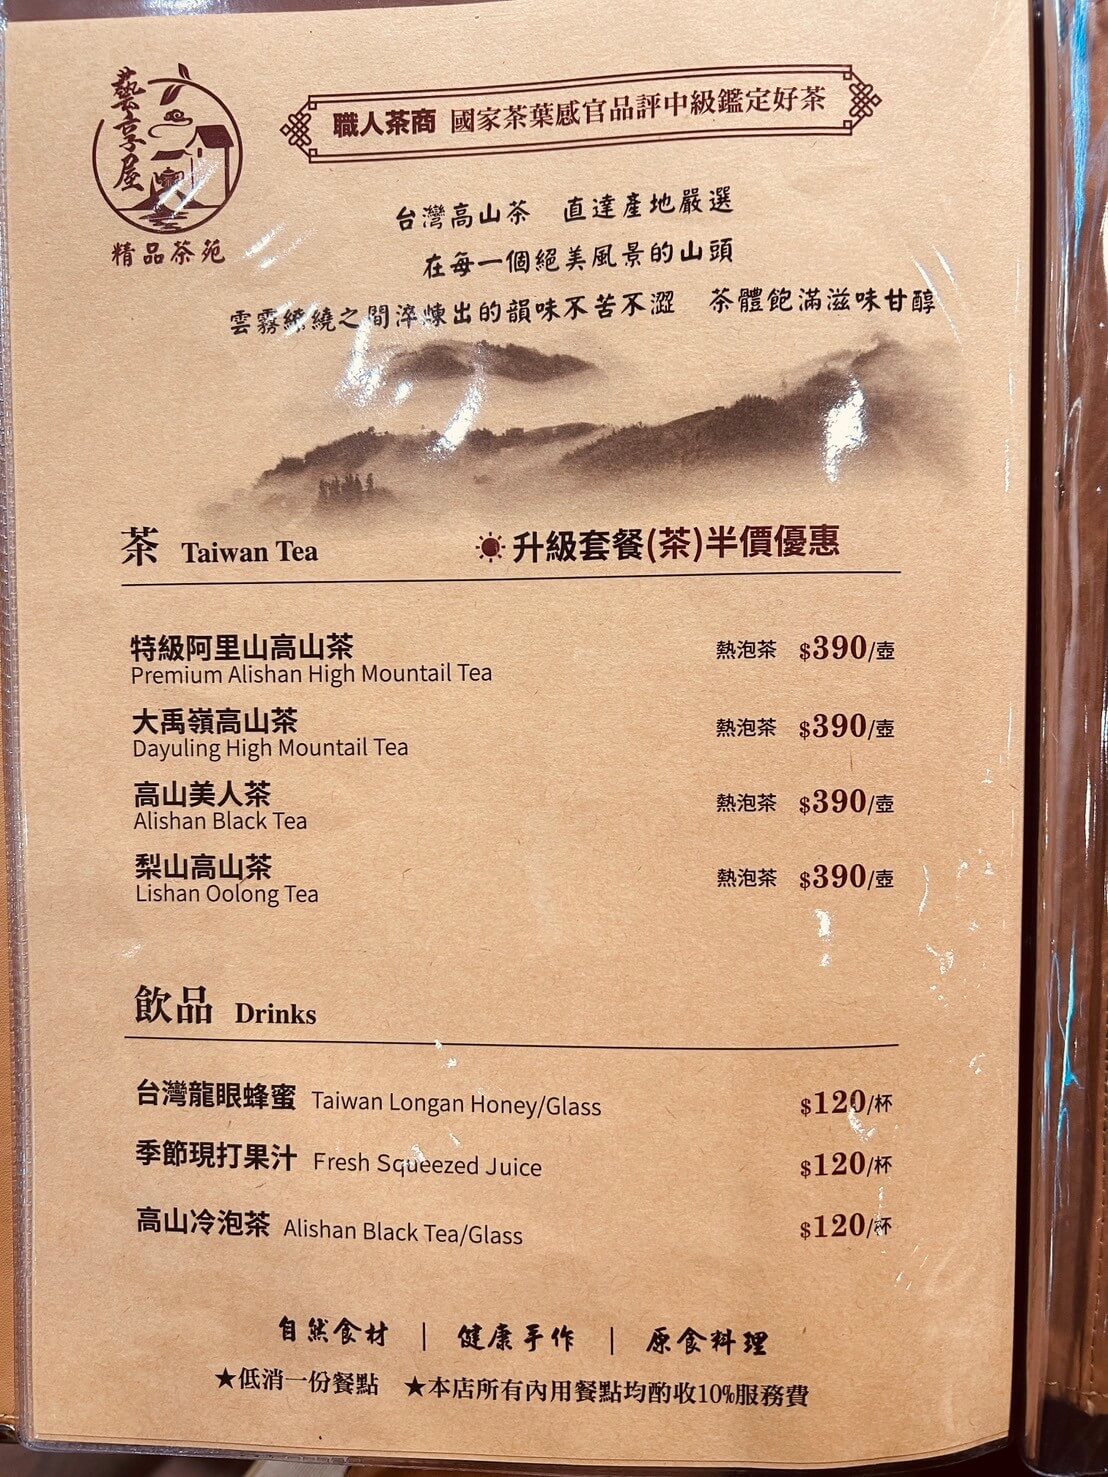 藝享屋
精品茶苑
職人茶商 國家茶葉感官品評中級鑑定好茶
台灣高山茶 直達產地嚴選
在每一個絕美風景的山頭
雲霧繚繞之間淬煉出的韻味不苦不澀 茶體飽滿滋味甘醇
茶 Taiwan Tea 升級套餐(茶)半價優惠
特級阿里山高山茶 熱泡茶 $390/壺
Premium Alishan High Mountail Tea
大禹嶺高山茶 熱泡茶 $390/壺
Dayuling High Mountail Tea
高山美人茶 熱泡茶 $390/壺
Alishan Black Tea
梨山高山茶 熱泡茶 $390/壺
Lishan Oolong Tea
飲品 Drinks
台灣龍眼蜂蜜 Taiwan Longan Honey/Glass $120/杯
季節現打果汁 Fresh Squeezed Juice $120/杯
高山冷泡茶 Alishan Black Tea/Glass $120/杯
自然食材 | 健康手作 | 原食料理
★低消一份餐點 ★本店所有內用餐點均酌收10%服務費